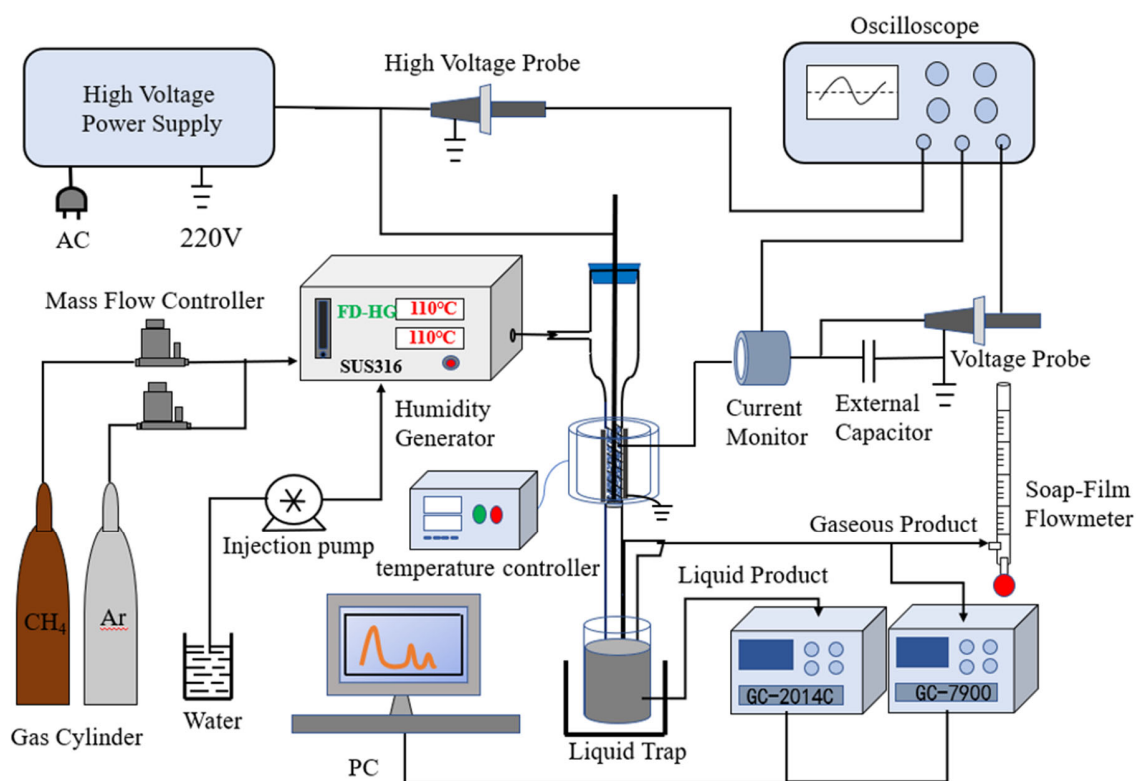 Oscilloscope
High Voltage
Power Supply
High Voltage Probe
AC
220V
Mass Flow Controller
FD-HG
110°C
110°C
SUS316
Humidity
Generator
Current
Monitor
External
Capacitor
Voltage Probe
Injection pump
temperature controller
Soap-Film
Flowmeter
Gaseous Product
Liquid Product
CH₄
Ar
Water
Gas Cylinder
PC
Liquid Trap
GC-2014C
GC-7900